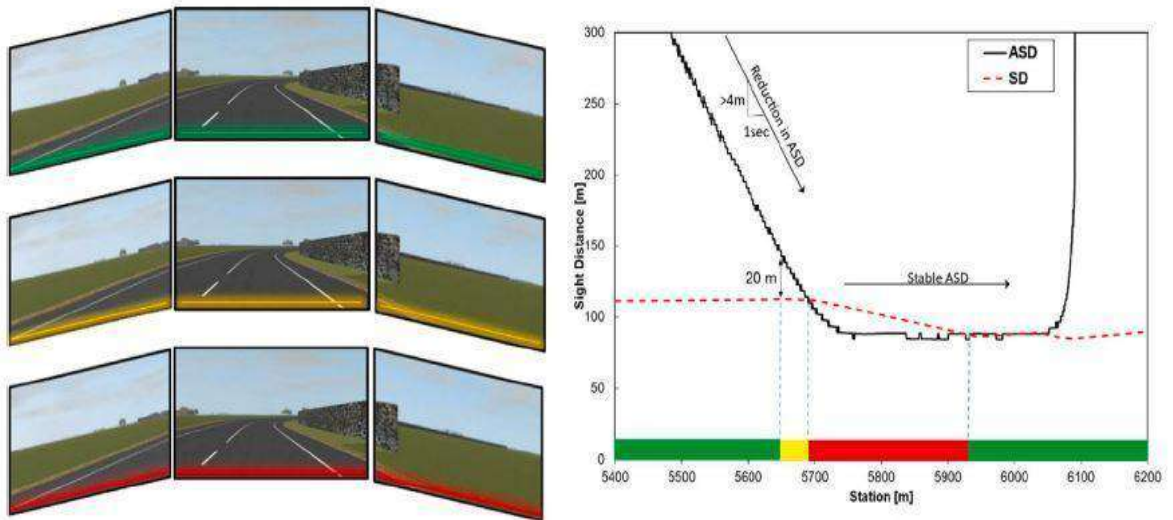 300
250
200
150
100
50
0
Sight Distance [m]
ASD
SD
Reduction in ASD
>4m
1sec
20 m
Stable ASD
5400 5500 5600 5700 5800 5900 6000 6100 6200
Station [m]